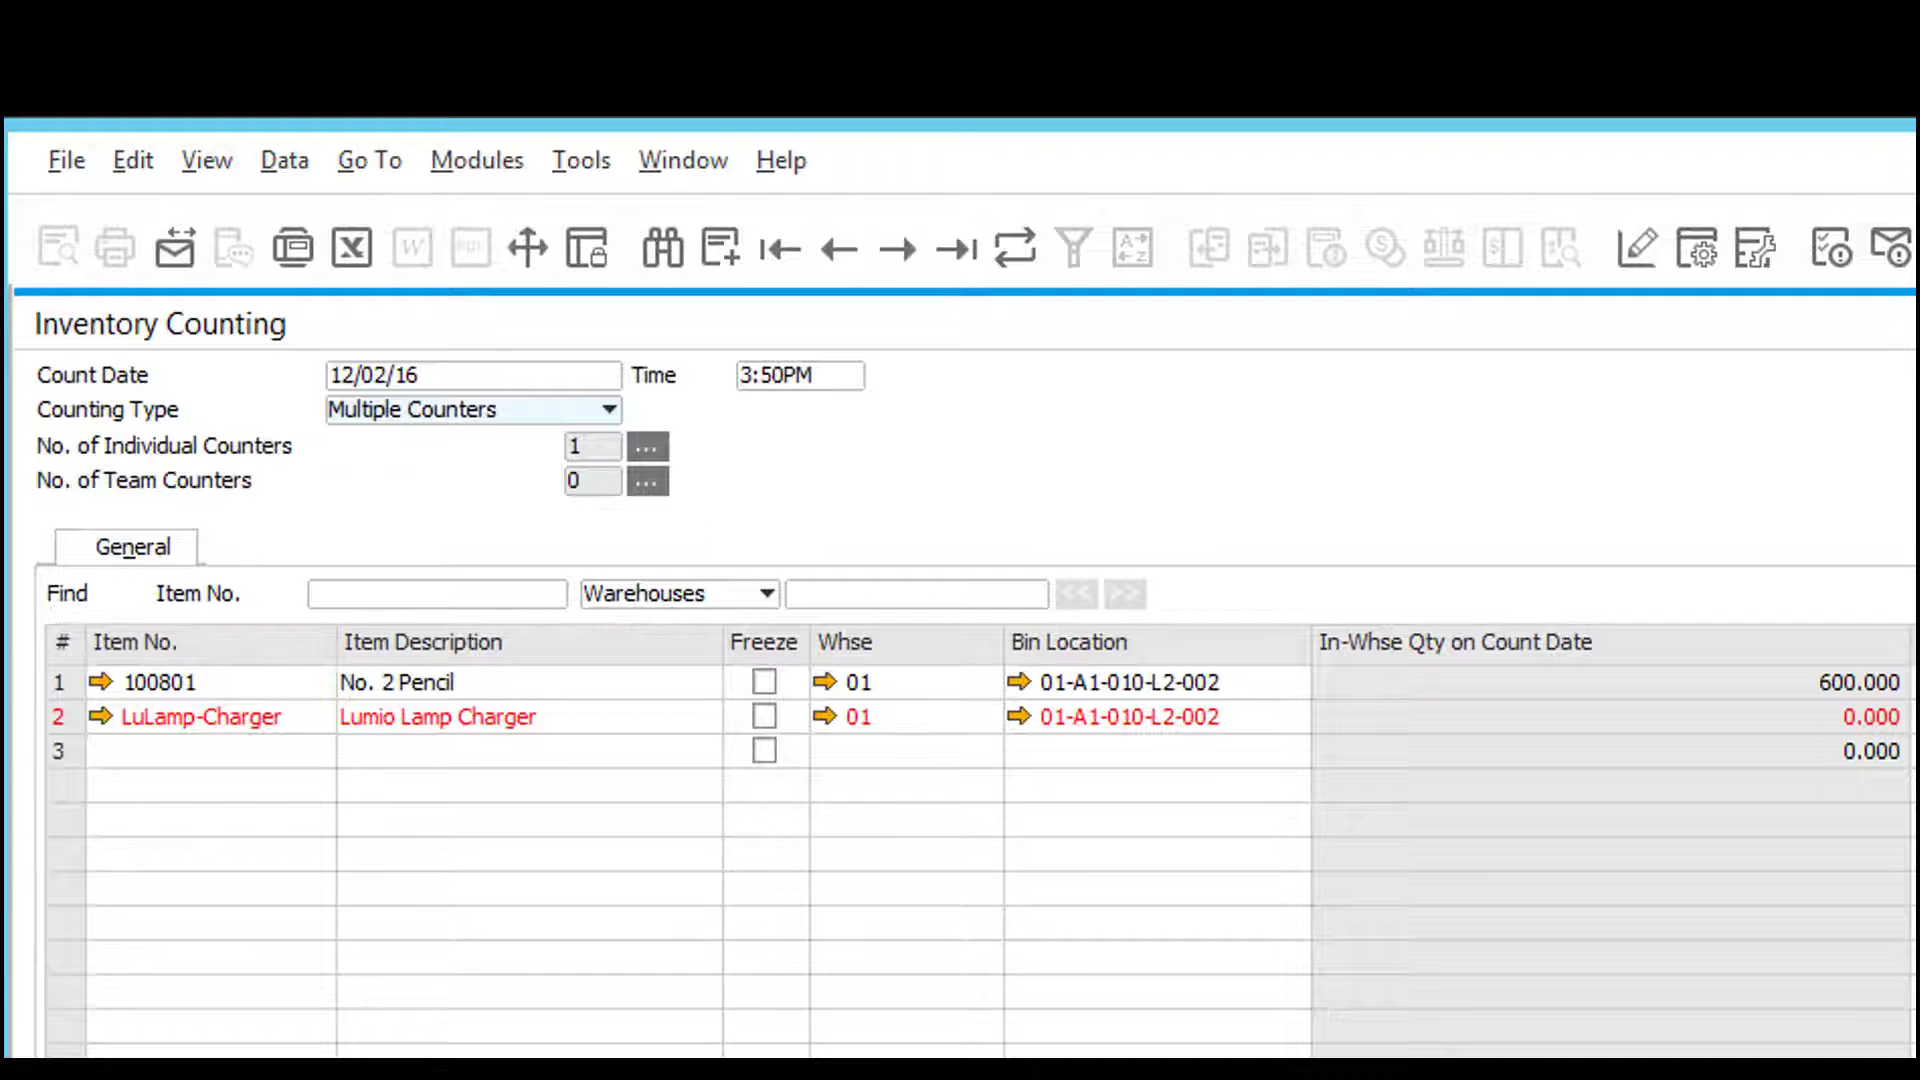 File Edit View Data Go To Modules Tools Window Help
Inventory Counting
Count Date 12/02/16 Time 3:50PM
Counting Type Multiple Counters
No. of Individual Counters 1 ...
No. of Team Counters 0 ...
General
Find Item No. Warehouses << >>
# Item No. Item Description Freeze Whse Bin Location In-Whse Qty on Count Date
1 100801 No. 2 Pencil 01 01-A1-010-L2-002 600.000
2 LuLamp-Charger Lumio Lamp Charger 01 01-A1-010-L2-002 0.000
3 0.000